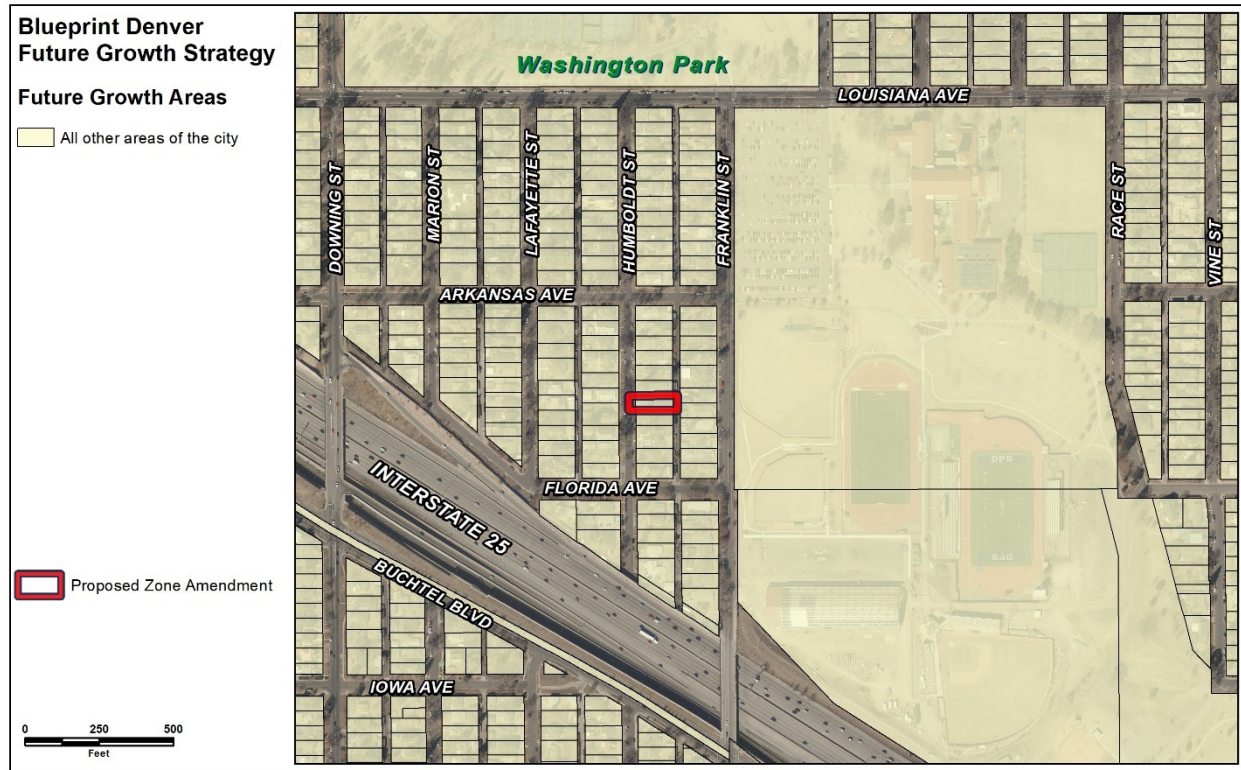 Blueprint Denver
Future Growth Strategy
Future Growth Areas
All other areas of the city
Proposed Zone Amendment
0 250 500
Feet
Washington Park
LOUISIANA AVE
DOWNING ST
MARION ST
LAFAYETTE ST
HUMBOLDT ST
FRANKLIN ST
RACE ST
VINE ST
ARKANSAS AVE
FLORIDA AVE
INTERSTATE 25
BUCHTEL BLVD
IOWA AVE
DPS
DPS